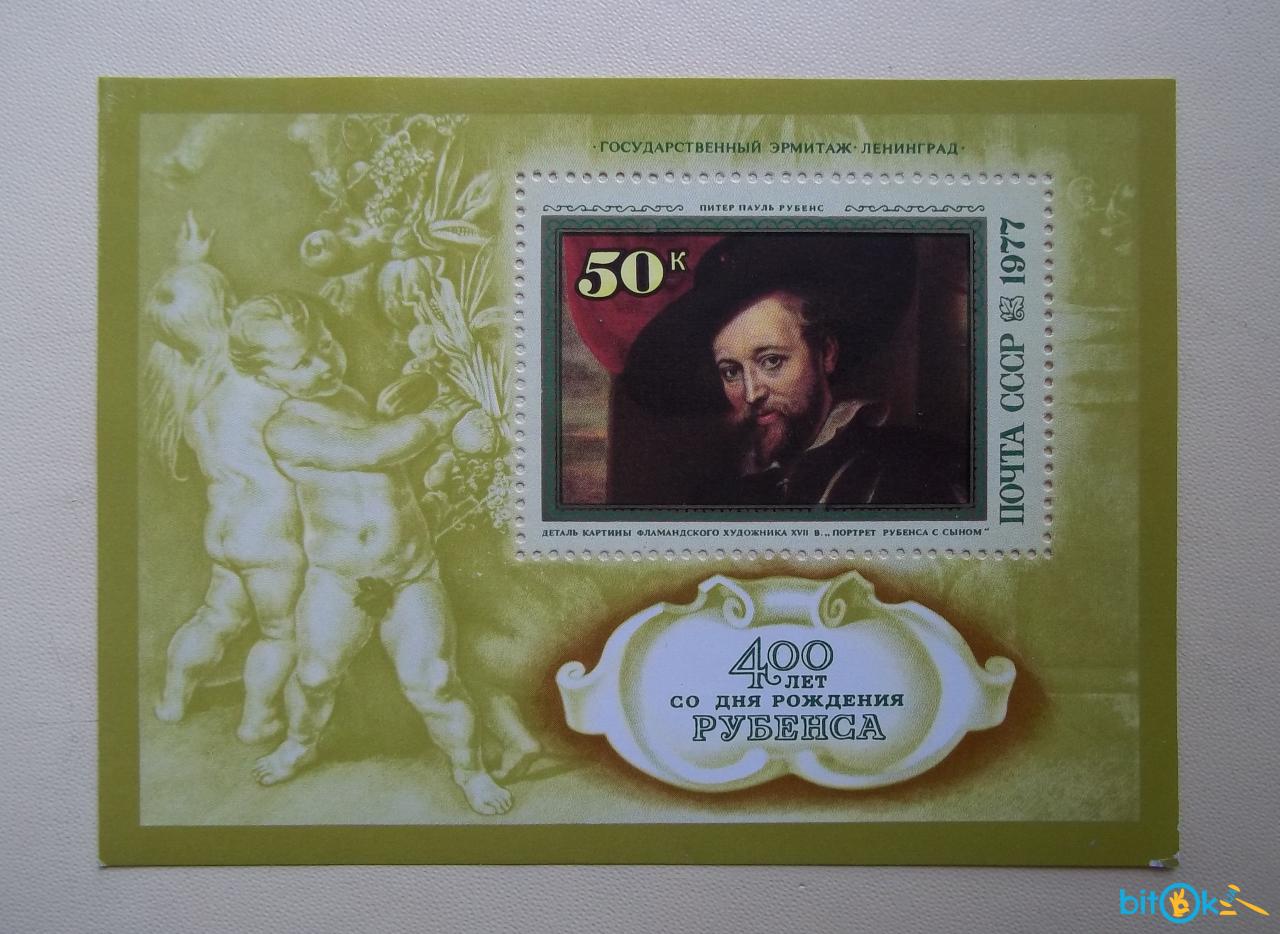 ·ГОСУДАРСТВЕННЫЙ ЭРМИТАЖ·ЛЕНИНГРАД·
ПИТЕР ПАУЛЬ РУБЕНС
50 К
ПОЧТА СССР 1977
ДЕТАЛЬ КАРТИНЫ ФЛАМАНДСКОГО ХУДОЖНИКА XVII В. „ПОРТРЕТ РУБЕНСА С СЫНОМ“
400
ЛЕТ
СО ДНЯ РОЖДЕНИЯ
РУБЕНСА
bitOk